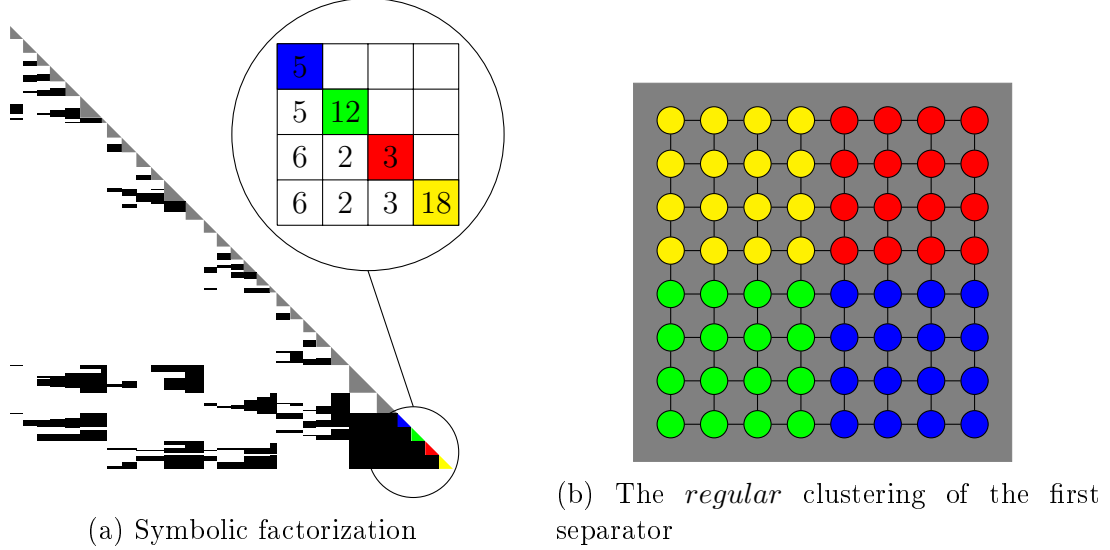 5
5 12
6 2 3
6 2 3 18
(a) Symbolic factorization
(b) The regular clustering of the first
separator